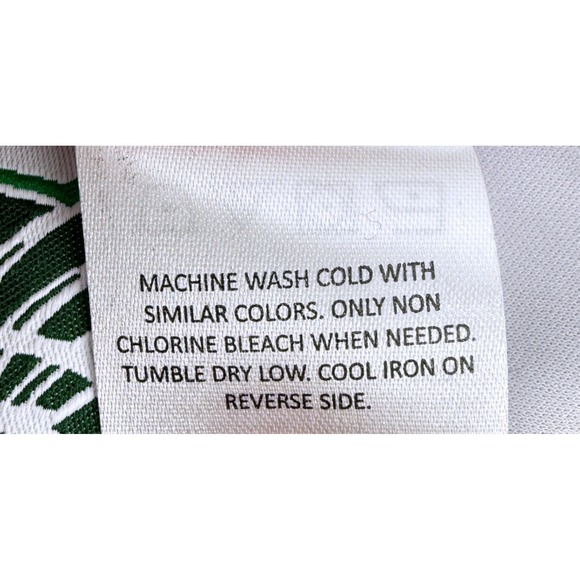 MACHINE WASH COLD WITH
SIMILAR COLORS. ONLY NON
CHLORINE BLEACH WHEN NEEDED.
TUMBLE DRY LOW. COOL IRON ON
REVERSE SIDE.